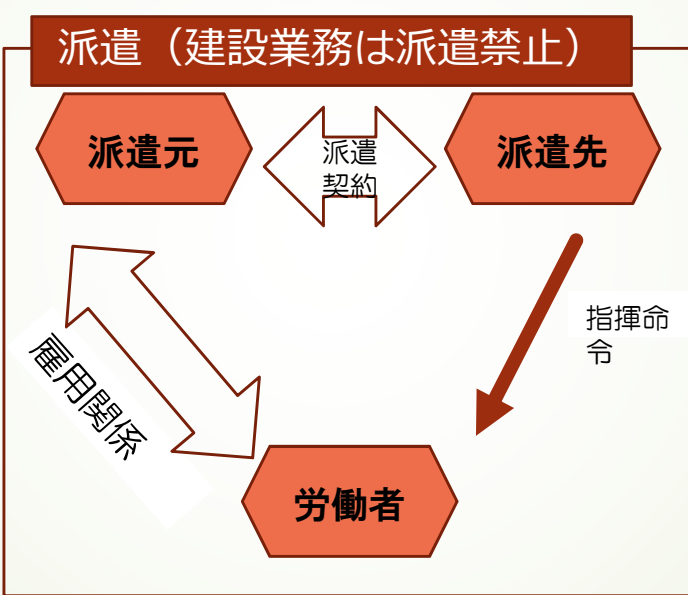 派遣（建設業務は派遣禁止）
派遣元
派遣
契約
派遣先
指揮命
令
雇用関係
労働者